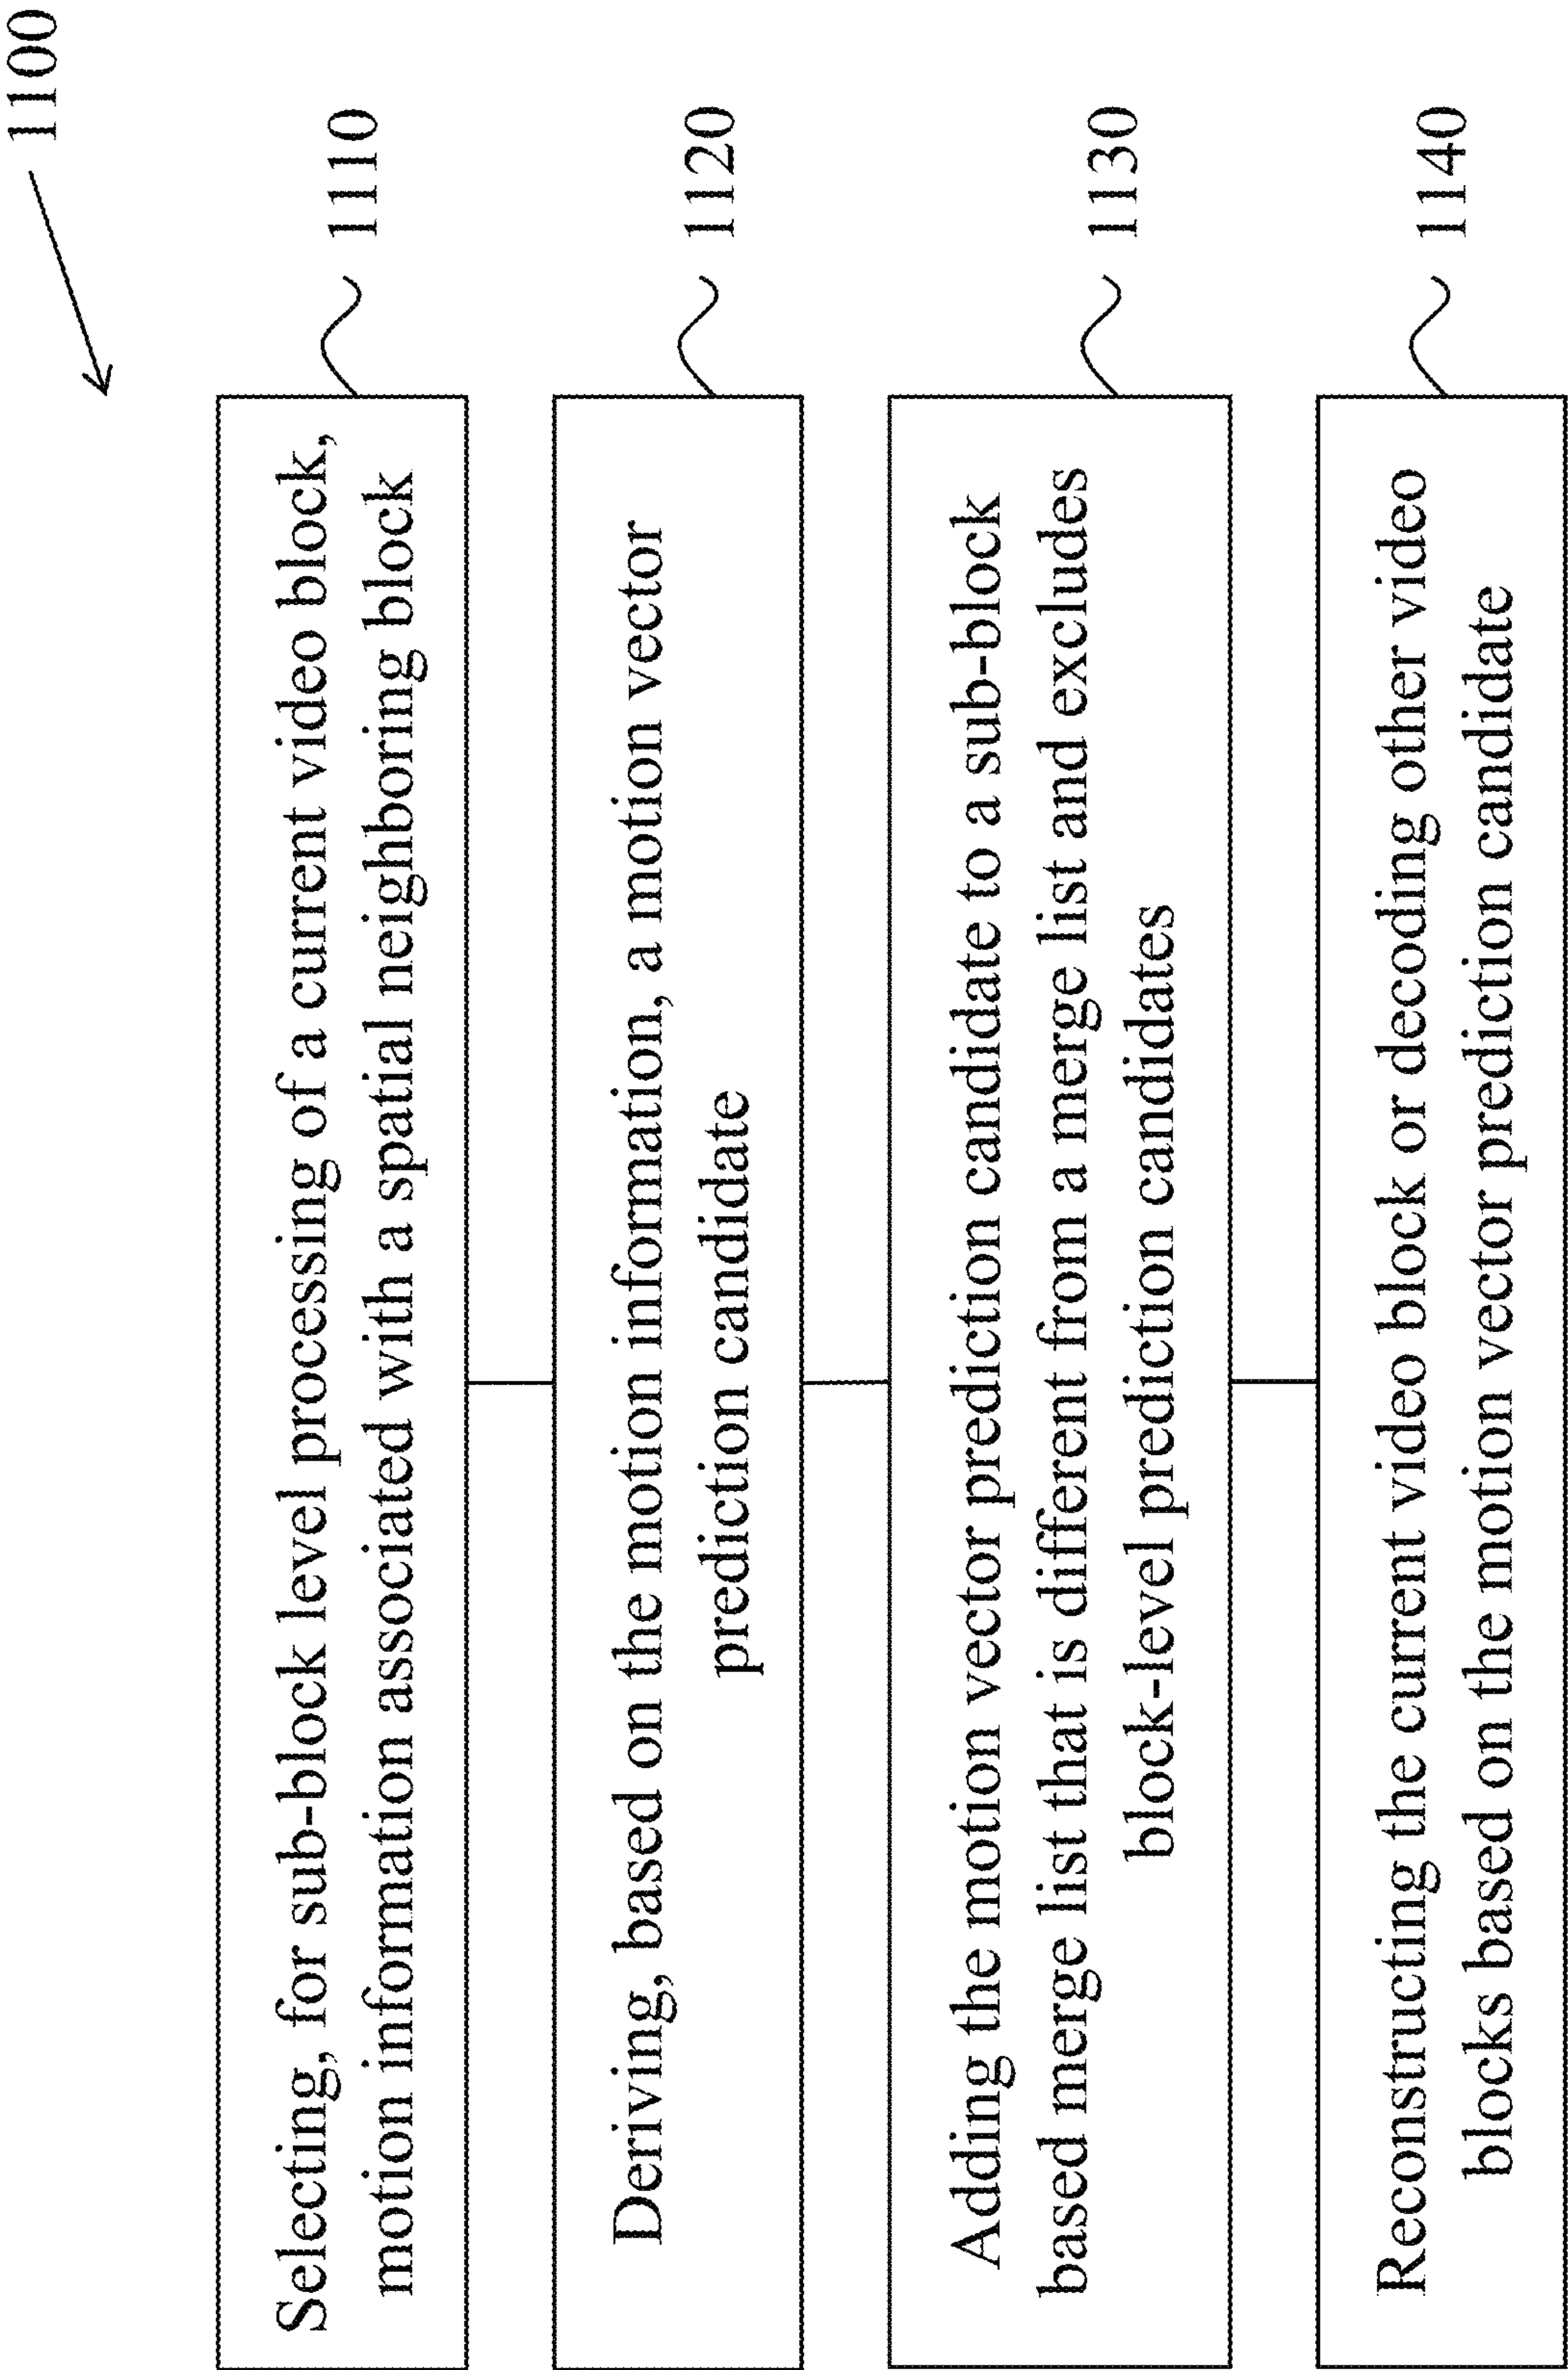 1100
Selecting, for sub-block level processing of a current video block,
motion information associated with a spatial neighboring block
1110
Deriving, based on the motion information, a motion vector
prediction candidate
1120
Adding the motion vector prediction candidate to a sub-block
based merge list that is different from a merge list and excludes
block-level prediction candidates
1130
Reconstructing the current video block or decoding other video
blocks based on the motion vector prediction candidate
1140